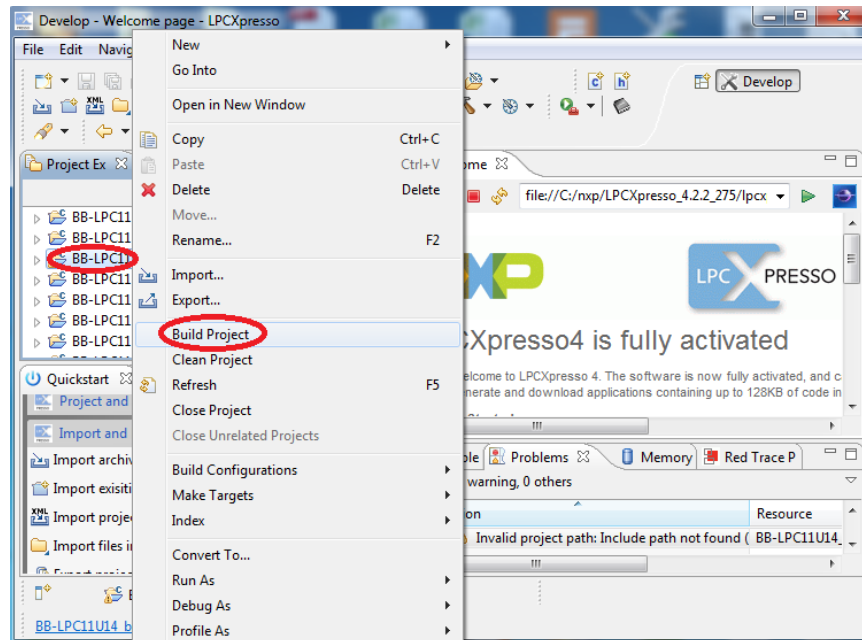 Develop - Welcome page - LPCXpresso
File Edit Navig
Develop
Project Ex
BB-LPC11
BB-LPC11
BB-LPC11
BB-LPC11
BB-LPC11
BB-LPC11
BB-LPC11
Quickstart
Project and
Import and
Import archiv
Import exisiti
Import proje
Import files i
BB-LPC11U14_b
New
Go Into
Open in New Window
Copy Ctrl+C
Paste Ctrl+V
Delete Delete
Move...
Rename... F2
Import...
Export...
Build Project
Clean Project
Refresh F5
Close Project
Close Unrelated Projects
Build Configurations
Make Targets
Index
Convert To...
Run As
Debug As
Profile As
ome
file://C:/nxp/LPCXpresso_4.2.2_275/lpcx
LPC XPRESSO
CXpresso4 is fully activated
elcome to LPCXpresso 4. The software is now fully activated, and c
nerate and download applications containing up to 128KB of code in
ole Problems Memory Red Trace P
warning, 0 others
on Resource
Invalid project path: Include path not found ( BB-LPC11U14_